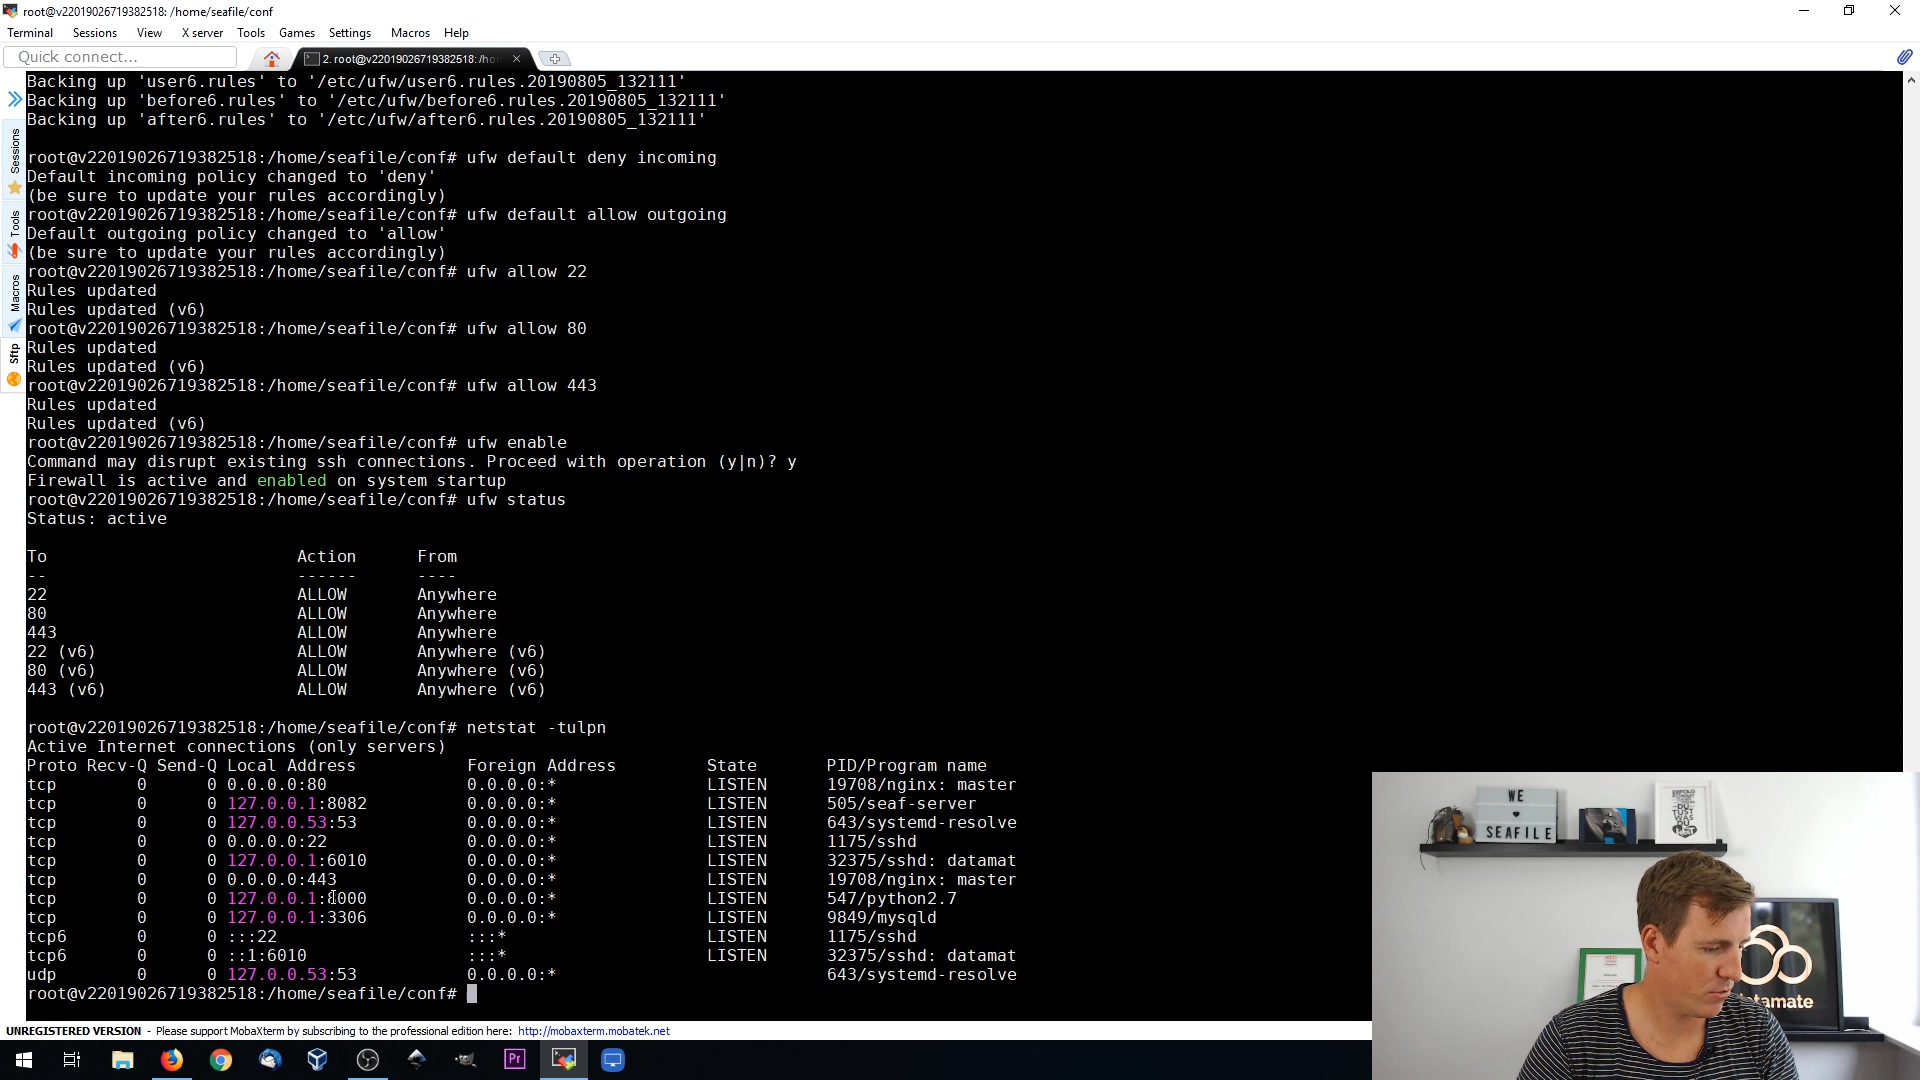 root@v22019026719382518: /home/seafile/conf
Terminal Sessions View X server Tools Games Settings Macros Help
Quick connect...
2. root@v22019026719382518: /ho
Sessions
Tools
Macros
Sftp
Backing up 'user6.rules' to '/etc/ufw/user6.rules.20190805_132111'
Backing up 'before6.rules' to '/etc/ufw/before6.rules.20190805_132111'
Backing up 'after6.rules' to '/etc/ufw/after6.rules.20190805_132111'
root@v22019026719382518:/home/seafile/conf# ufw default deny incoming
Default incoming policy changed to 'deny'
(be sure to update your rules accordingly)
root@v22019026719382518:/home/seafile/conf# ufw default allow outgoing
Default outgoing policy changed to 'allow'
(be sure to update your rules accordingly)
root@v22019026719382518:/home/seafile/conf# ufw allow 22
Rules updated
Rules updated (v6)
root@v22019026719382518:/home/seafile/conf# ufw allow 80
Rules updated
Rules updated (v6)
root@v22019026719382518:/home/seafile/conf# ufw allow 443
Rules updated
Rules updated (v6)
root@v22019026719382518:/home/seafile/conf# ufw enable
Command may disrupt existing ssh connections. Proceed with operation (y|n)? y
Firewall is active and enabled on system startup
root@v22019026719382518:/home/seafile/conf# ufw status
Status: active
To Action From
-- ------ ----
22 ALLOW Anywhere
80 ALLOW Anywhere
443 ALLOW Anywhere
22 (v6) ALLOW Anywhere (v6)
80 (v6) ALLOW Anywhere (v6)
443 (v6) ALLOW Anywhere (v6)
root@v22019026719382518:/home/seafile/conf# netstat -tulpn
Active Internet connections (only servers)
Proto Recv-Q Send-Q Local Address Foreign Address State PID/Program name
tcp 0 0 0.0.0.0:80 0.0.0.0:* LISTEN 19708/nginx: master
tcp 0 0 127.0.0.1:8082 0.0.0.0:* LISTEN 505/seaf-server
tcp 0 0 127.0.0.53:53 0.0.0.0:* LISTEN 643/systemd-resolve
tcp 0 0 0.0.0.0:22 0.0.0.0:* LISTEN 1175/sshd
tcp 0 0 127.0.0.1:6010 0.0.0.0:* LISTEN 32375/sshd: datamat
tcp 0 0 0.0.0.0:443 0.0.0.0:* LISTEN 19708/nginx: master
tcp 0 0 127.0.0.1:8000 0.0.0.0:* LISTEN 547/python2.7
tcp 0 0 127.0.0.1:3306 0.0.0.0:* LISTEN 9849/mysqld
tcp6 0 0 :::22 :::* LISTEN 1175/sshd
tcp6 0 0 ::1:6010 :::* LISTEN 32375/sshd: datamat
udp 0 0 127.0.0.53:53 0.0.0.0:* 643/systemd-resolve
root@v22019026719382518:/home/seafile/conf#
UNREGISTERED VERSION - Please support MobaXterm by subscribing to the professional edition here: http://mobaxterm.mobatek.net
Pr
WE
SEAFILE
ERFOLG
KOMMT
DU
TUST
WAS
DU
tamate